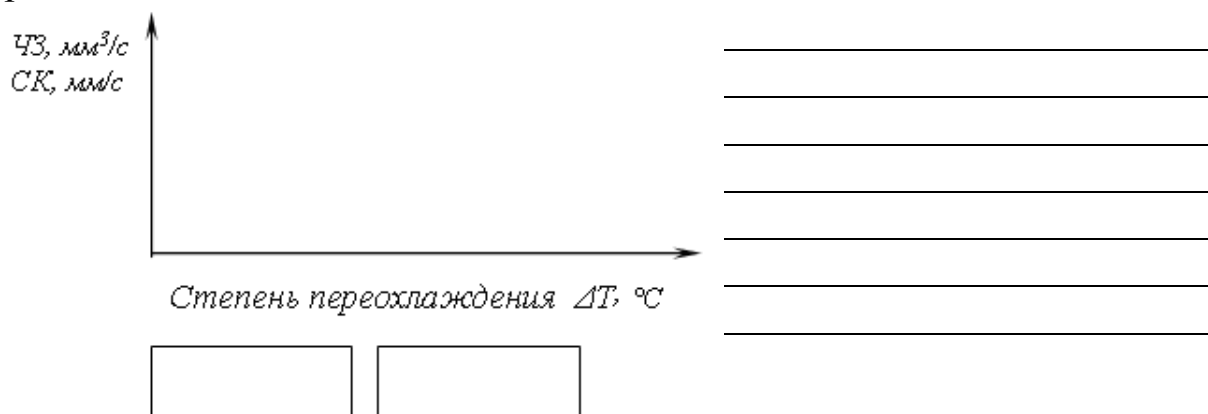 ЧЗ, мм³/с
СК, мм/с
Степень переохлаждения ΔT, °C